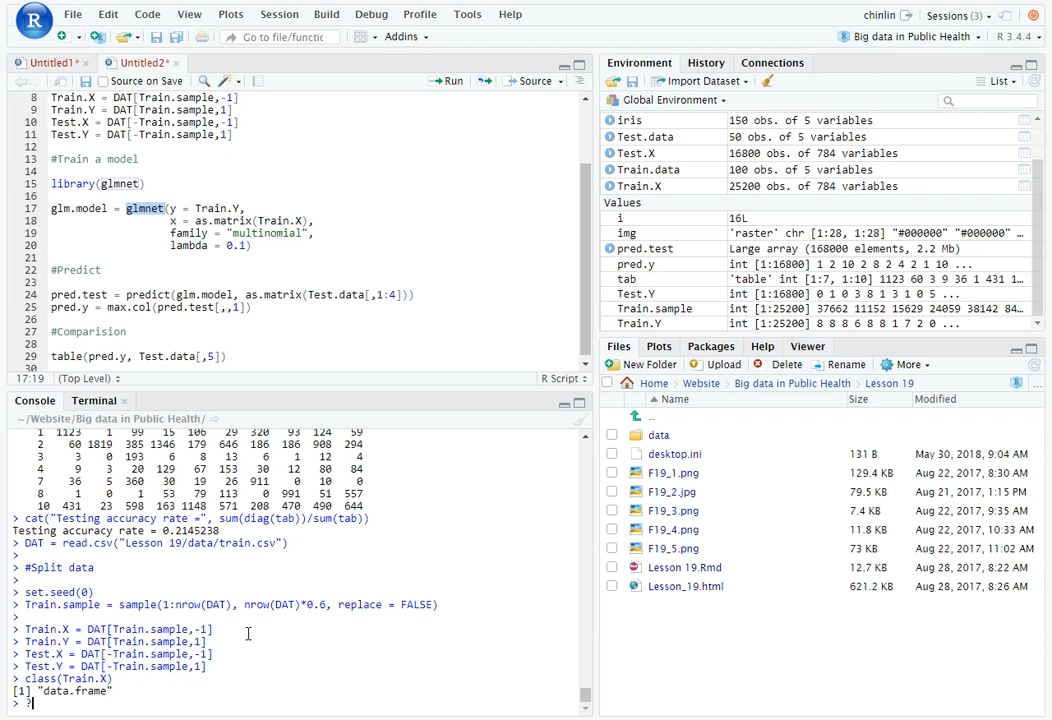 File Edit Code View Plots Session Build Debug Profile Tools Help
chinlin Sessions (3)
Go to file/functic Addins
Big data in Public Health R 3.4.4
Untitled1* Untitled2*
Source on Save Run Source
8 Train.X = DAT[Train.sample,-1]
9 Train.Y = DAT[Train.sample,1]
10 Test.X = DAT[-Train.sample,-1]
11 Test.Y = DAT[-Train.sample,1]
12
13 #Train a model
14
15 library(glmnet)
16
17 glm.model = glmnet(y = Train.Y,
18 x = as.matrix(Train.X),
19 family = "multinomial",
20 lambda = 0.1)
21
22 #Predict
23
24 pred.test = predict(glm.model, as.matrix(Test.data[,1:4]))
25 pred.y = max.col(pred.test[,,1])
26
27 #Comparision
28
29 table(pred.y, Test.data[,5])
30
17:19 (Top Level) R Script
Console Terminal
~/Website/Big data in Public Health/
1 1123 1 99 15 106 29 320 93 124 59
2 60 1819 385 1346 179 646 186 186 908 294
3 3 0 193 6 8 13 6 1 12 4
4 9 3 20 129 67 153 30 12 80 84
7 36 5 360 30 19 26 911 0 10 0
8 1 0 1 53 79 113 0 991 51 557
10 431 23 598 163 1148 571 208 470 490 644
> cat("Testing accuracy rate =", sum(diag(tab))/sum(tab))
Testing accuracy rate = 0.2145238
> DAT = read.csv("Lesson 19/data/train.csv")
>
> #Split data
>
> set.seed(0)
> Train.sample = sample(1:nrow(DAT), nrow(DAT)*0.6, replace = FALSE)
>
> Train.X = DAT[Train.sample,-1]
> Train.Y = DAT[Train.sample,1]
> Test.X = DAT[-Train.sample,-1]
> Test.Y = DAT[-Train.sample,1]
> class(Train.X)
[1] "data.frame"
> ?
Environment History Connections
Import Dataset List
Global Environment
iris 150 obs. of 5 variables
Test.data 50 obs. of 5 variables
Test.X 16800 obs. of 784 variables
Train.data 100 obs. of 5 variables
Train.X 25200 obs. of 784 variables
Values
i 16L
img 'raster' chr [1:28, 1:28] "#000000" "#000000" …
pred.test Large array (168000 elements, 2.2 Mb)
pred.y int [1:16800] 1 2 10 2 8 2 4 2 1 10 ...
tab 'table' int [1:7, 1:10] 1123 60 3 9 36 1 431 1…
Test.Y int [1:16800] 0 1 0 3 8 1 3 1 0 5 ...
Train.sample int [1:25200] 37662 11152 15629 24059 38142 84…
Train.Y int [1:25200] 8 8 8 6 8 8 1 7 2 0 ...
Files Plots Packages Help Viewer
New Folder Upload Delete Rename More
Home Website Big data in Public Health Lesson 19 ...
Name Size Modified
..
data
desktop.ini 131 B May 30, 2018, 9:04 AM
F19_1.png 129.4 KB Aug 22, 2017, 8:30 AM
F19_2.jpg 79.5 KB Aug 21, 2017, 1:15 PM
F19_3.png 7.4 KB Aug 22, 2017, 9:35 AM
F19_4.png 11.8 KB Aug 22, 2017, 10:33 AM
F19_5.png 73 KB Aug 22, 2017, 11:02 AM
Lesson 19.Rmd 12.7 KB Aug 28, 2017, 8:22 AM
Lesson_19.html 621.2 KB Aug 28, 2017, 8:26 AM